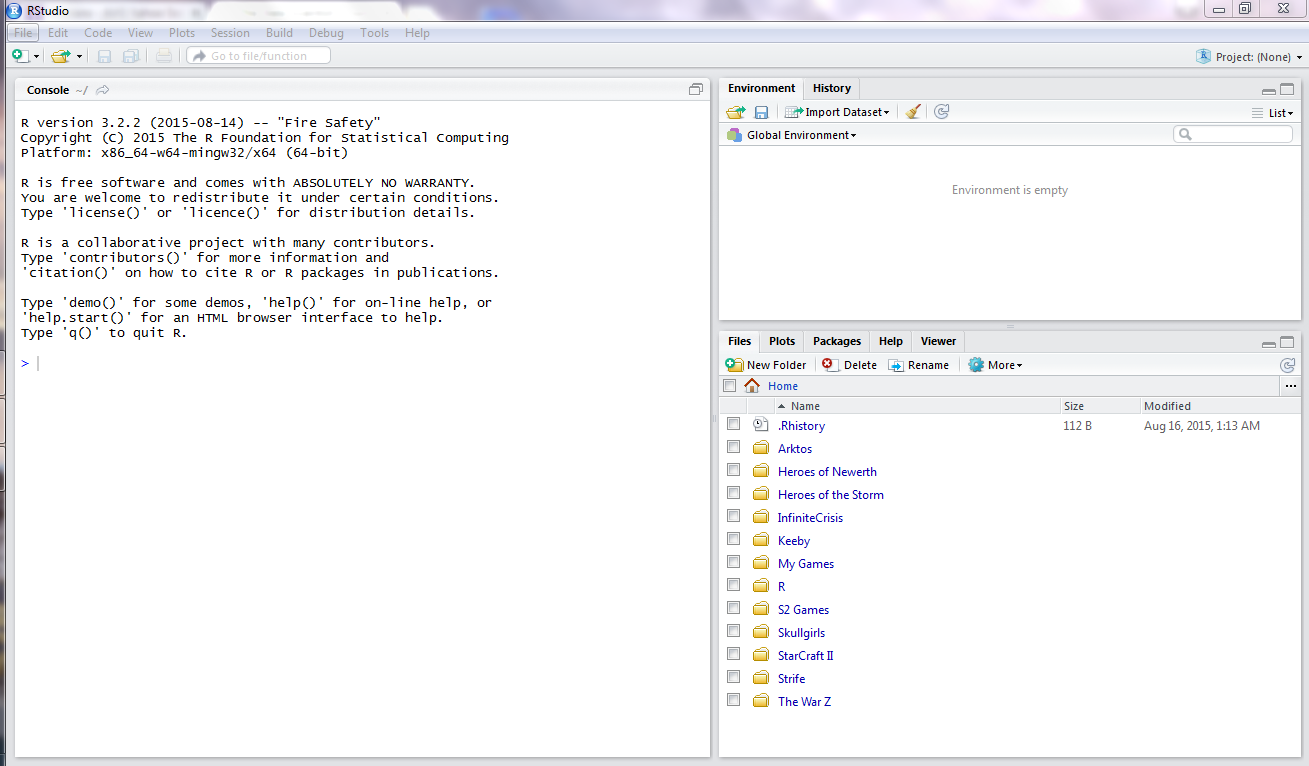 RStudio
File Edit Code View Plots Session Build Debug Tools Help
Go to file/function
Project: (None)
Console ~/
R version 3.2.2 (2015-08-14) -- "Fire Safety"
Copyright (C) 2015 The R Foundation for Statistical Computing
Platform: x86_64-w64-mingw32/x64 (64-bit)
R is free software and comes with ABSOLUTELY NO WARRANTY.
You are welcome to redistribute it under certain conditions.
Type 'license()' or 'licence()' for distribution details.
R is a collaborative project with many contributors.
Type 'contributors()' for more information and
'citation()' on how to cite R or R packages in publications.
Type 'demo()' for some demos, 'help()' for on-line help, or
'help.start()' for an HTML browser interface to help.
Type 'q()' to quit R.
>
Environment History
Import Dataset List
Global Environment
Environment is empty
Files Plots Packages Help Viewer
New Folder Delete Rename More
Home ...
Name Size Modified
.Rhistory 112 B Aug 16, 2015, 1:13 AM
Arktos
Heroes of Newerth
Heroes of the Storm
InfiniteCrisis
Keeby
My Games
R
S2 Games
Skullgirls
StarCraft II
Strife
The War Z